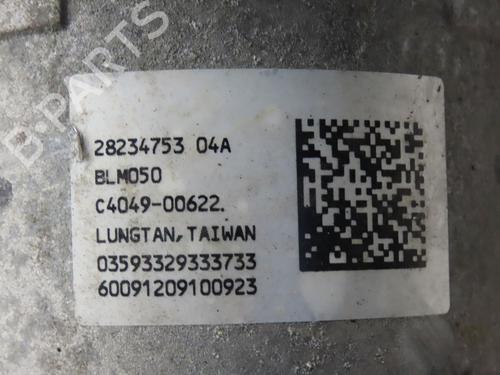 B-PARTS
28234753 04A
BLM050
C4049-00622.
LUNGTAN, TAIWAN
03593329333733
60091209100923